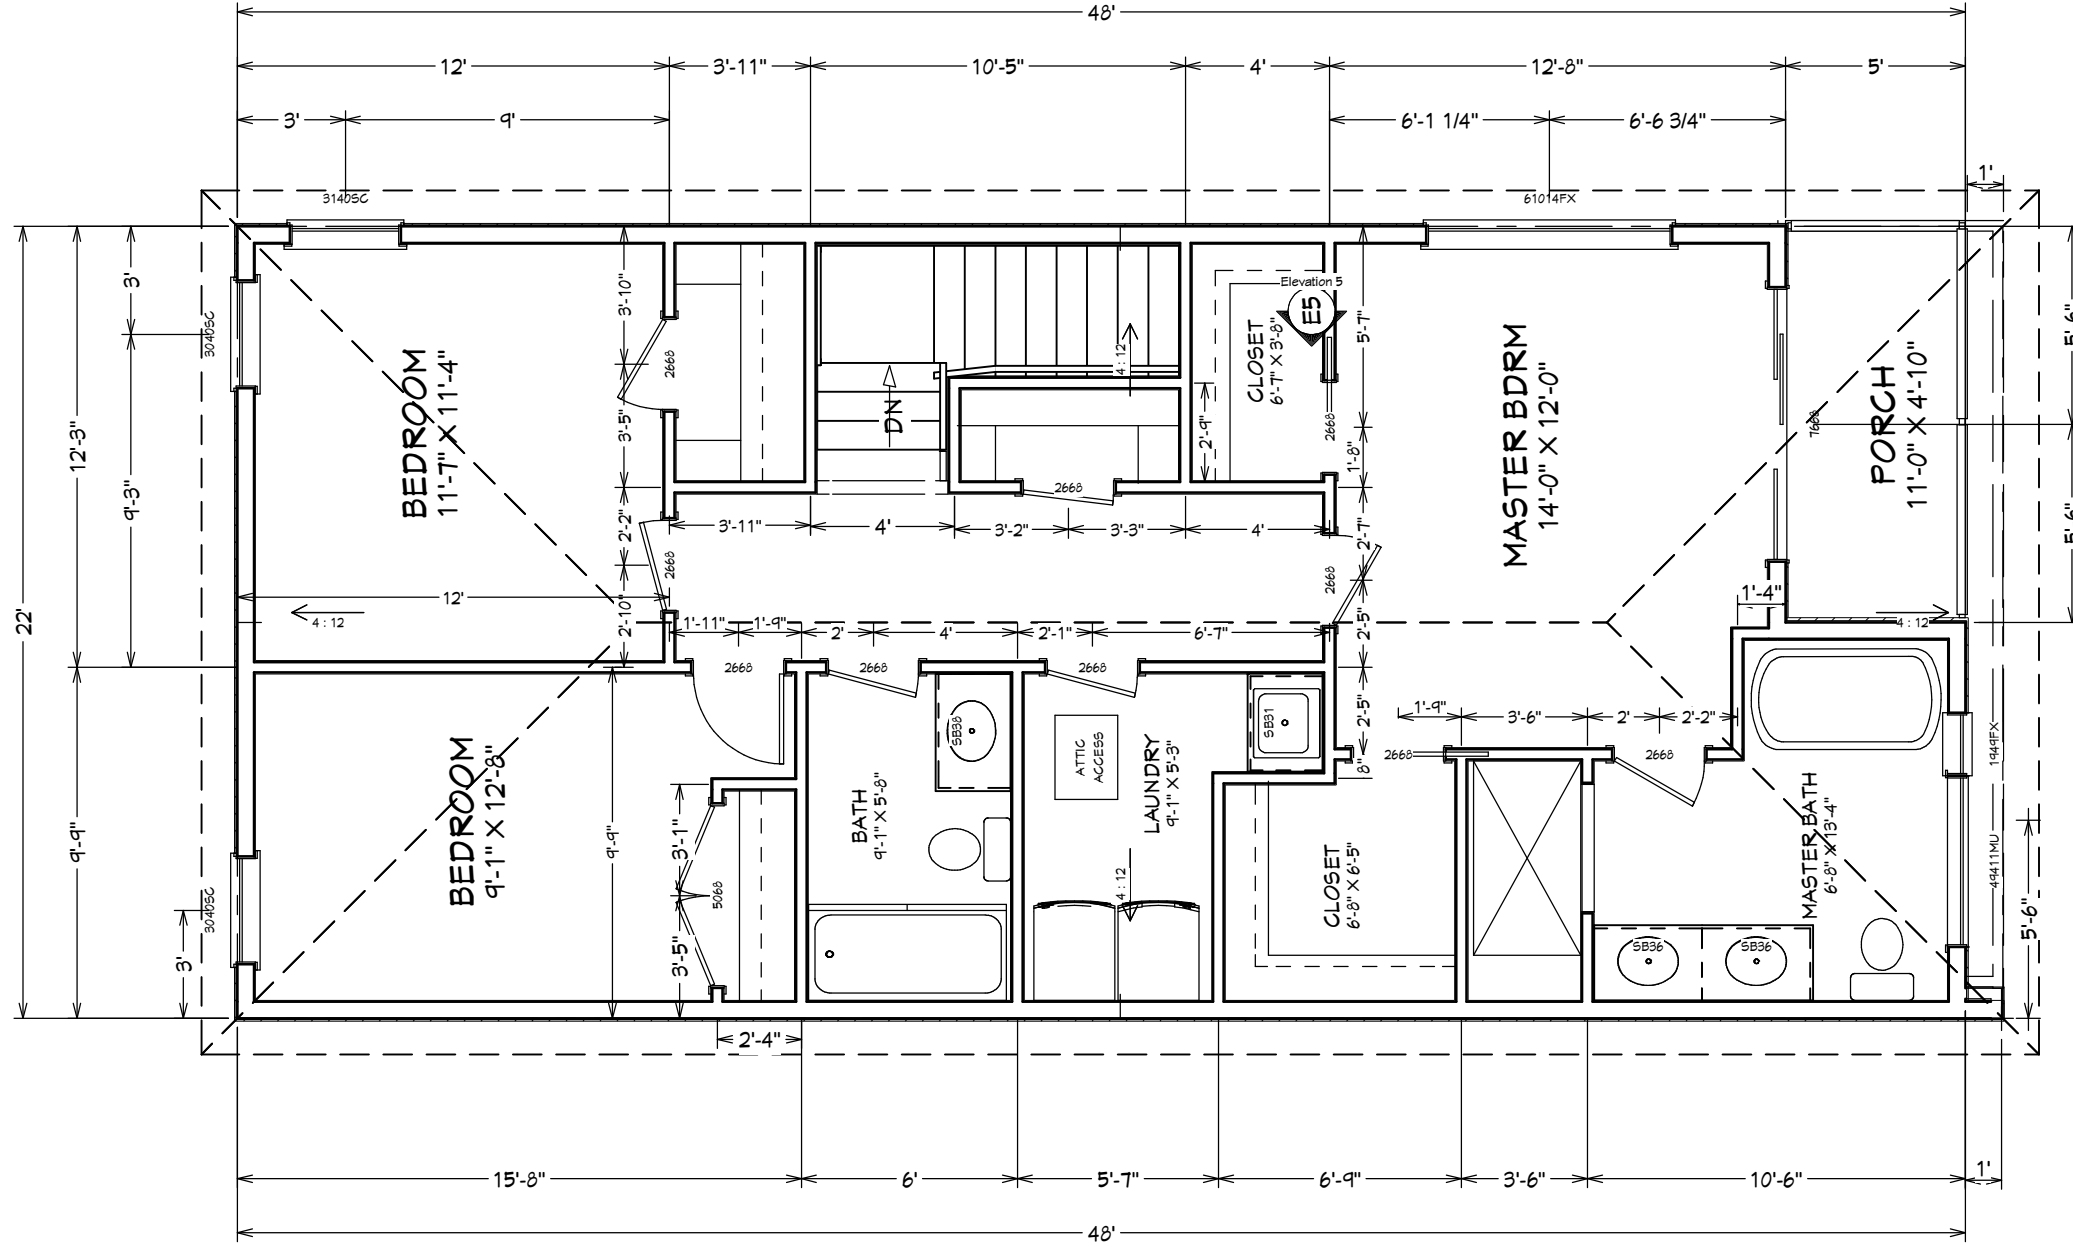 48'
12'
3'-11"
10'-5"
4'
12'-8"
5'
3'
9'
6'-1 1/4"
6'-6 3/4"
1'
3140SC
61014FX
22'
12'-3"
9'-9"
3'
9'-3"
3'
3040SC
3040SC
BEDROOM
11'-7" X 11'-4"
3'-10"
3'-5"
2'-2"
2'-10"
2668
2668
12'
4 : 12
DN
4 : 12
3'-11"
4'
3'-2"
3'-3"
4'
2668
CLOSET
6'-7" X 3'-8"
Elevation 5
E5
2'-9"
5'-7"
1'-8"
2668
2'-7"
2'-5"
2668
MASTER BDRM
14'-0" X 12'-0"
7668
PORCH
11'-0" X 4'-10"
5'-6"
5'-6"
1'-4"
4 : 12
1'-11"
1'-9"
2'
4'
2'-1"
6'-7"
2668
2668
2668
BEDROOM
9'-1" X 12'-8"
9'-9"
3'-1"
3'-5"
5068
2'-4"
BATH
9'-1" X 5'-8"
SB38
ATTIC
ACCESS
LAUNDRY
9'-1" X 5'-3"
SB31
4 : 12
2'-5"
8"
1'-9"
3'-6"
2'
2'-2"
2668
2668
CLOSET
6'-8" X 6'-5"
MASTER BATH
6'-8" X 13'-4"
SB36
SB36
1949FX
49411MU
5'-6"
15'-8"
6'
5'-7"
6'-9"
3'-6"
10'-6"
1'
48'